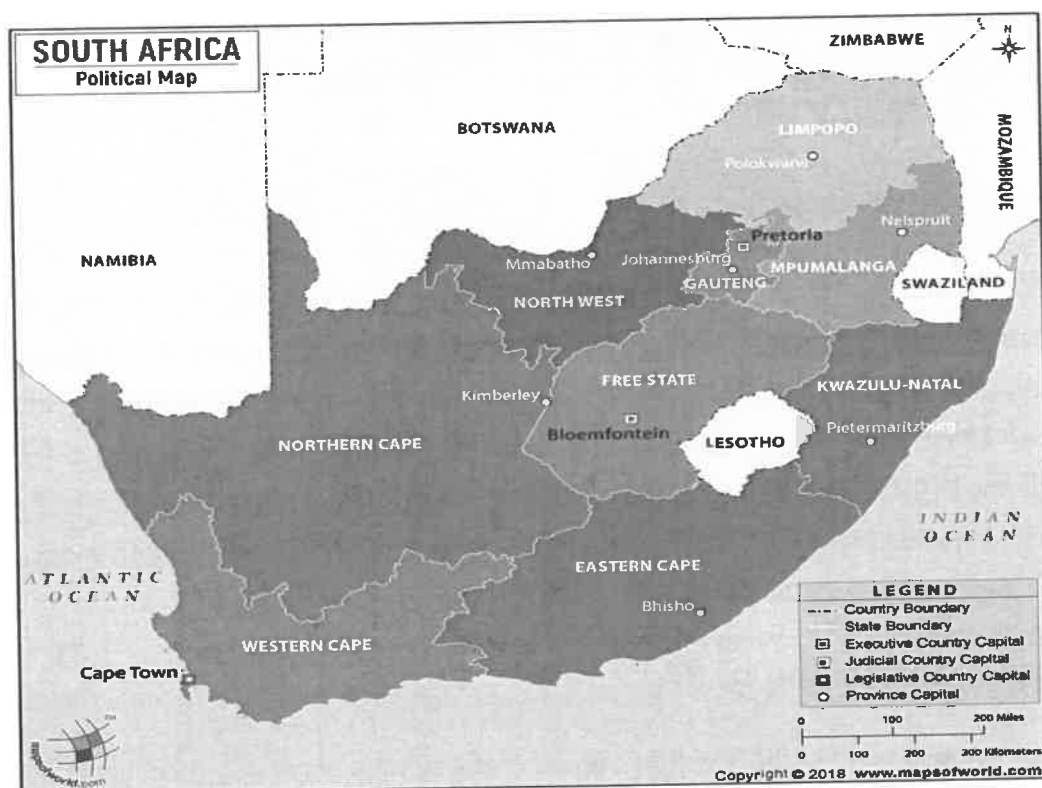 SOUTH AFRICA
Political Map
ZIMBABWE
N
BOTSWANA
MOZAMBIQUE
LIMPOPO
Polokwane
NAMIBIA
Nelspruit
Pretoria
Mmabatho
Johannesburg
MPUMALANGA
GAUTENG
SWAZILAND
NORTH WEST
FREE STATE
KWAZULU-NATAL
Kimberley
Bloemfontein
LESOTHO
Pietermaritzburg
NORTHERN CAPE
INDIAN
OCEAN
ATLANTIC
OCEAN
EASTERN CAPE
Bhisho
WESTERN CAPE
Cape Town
LEGEND
Country Boundary
State Boundary
Executive Country Capital
Judicial Country Capital
Legislative Country Capital
Province Capital
0 100 200 Miles
0 100 200 300 Kilometers
TM
mapsofworld.com
Copyright © 2018 www.mapsofworld.com